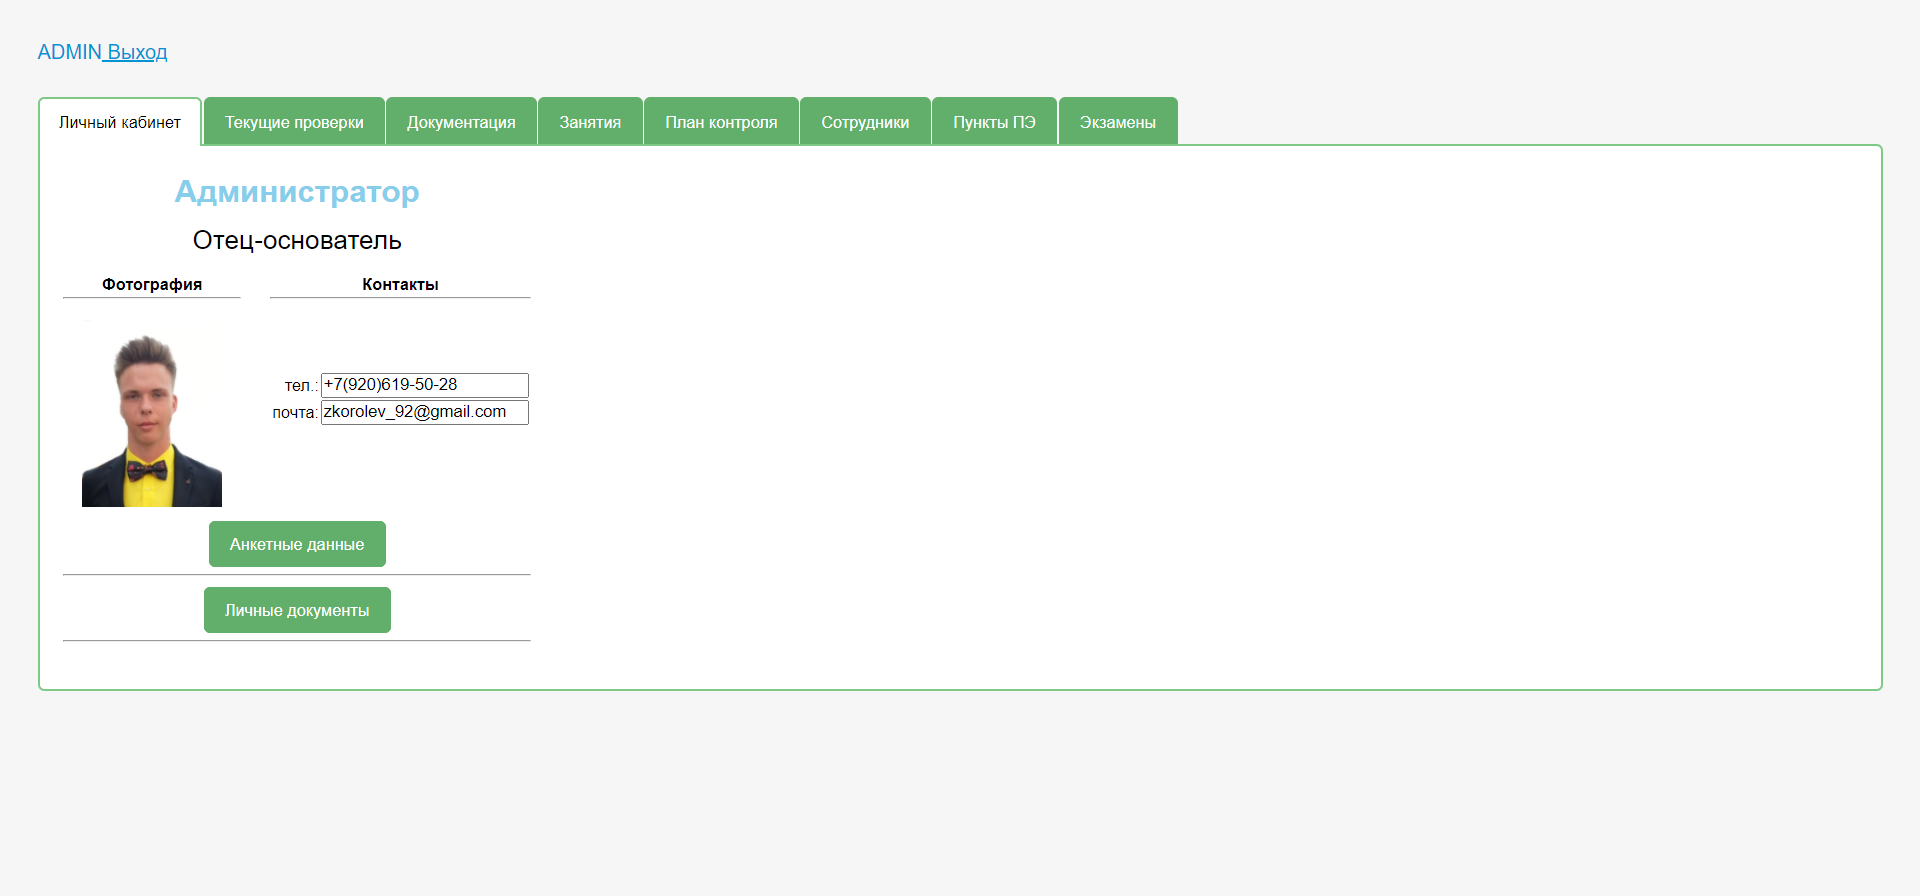 ADMIN Выход
Личный кабинет Текущие проверки Документация Занятия План контроля Сотрудники Пункты ПЭ Экзамены
Администратор
Отец-основатель
Фотография Контакты
тел.: +7(920)619-50-28
почта: zkorolev_92@gmail.com
Анкетные данные
Личные документы